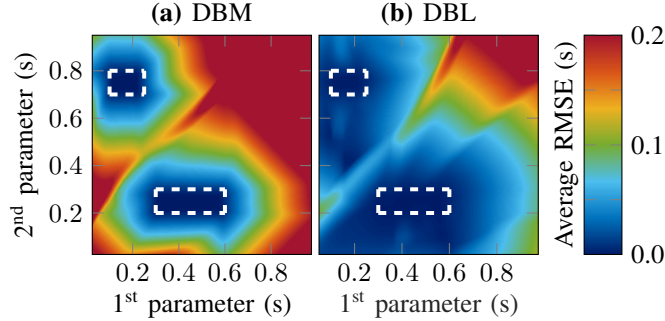 (a) DBM
(b) DBL
2nd parameter (s)
0.8
0.6
0.4
0.2
0.2 0.4 0.6 0.8
1st parameter (s)
0.2 0.4 0.6 0.8
1st parameter (s)
Average RMSE (s)
0.2
0.1
0.0